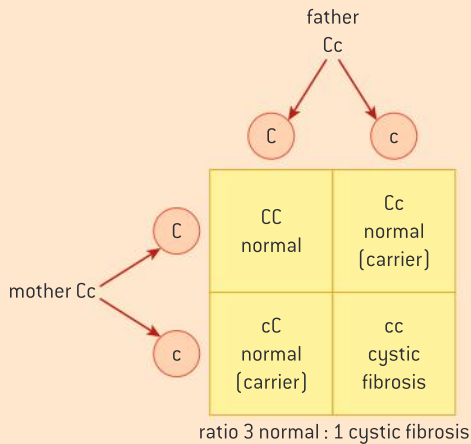 father
Cc
C
c
C
CC
normal
Cc
normal
(carrier)
mother Cc
c
cC
normal
(carrier)
cc
cystic
fibrosis
ratio 3 normal : 1 cystic fibrosis